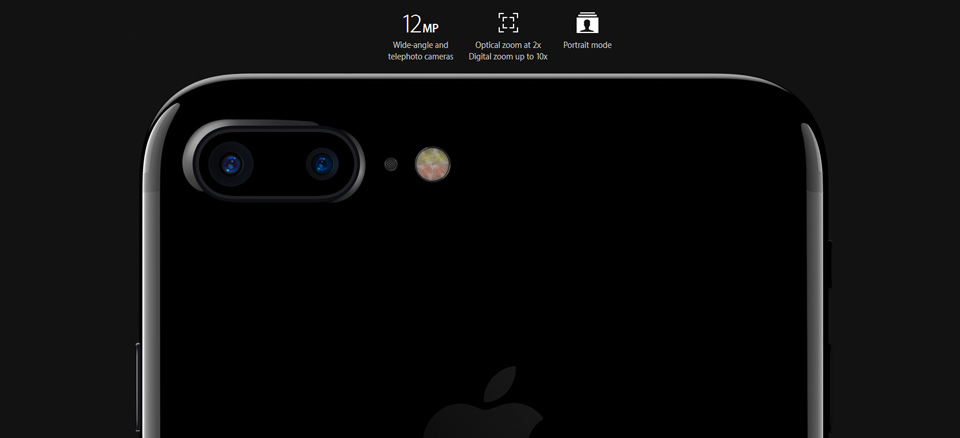 12MP
Wide-angle and
telephoto cameras
Optical zoom at 2x
Digital zoom up to 10x
Portrait mode